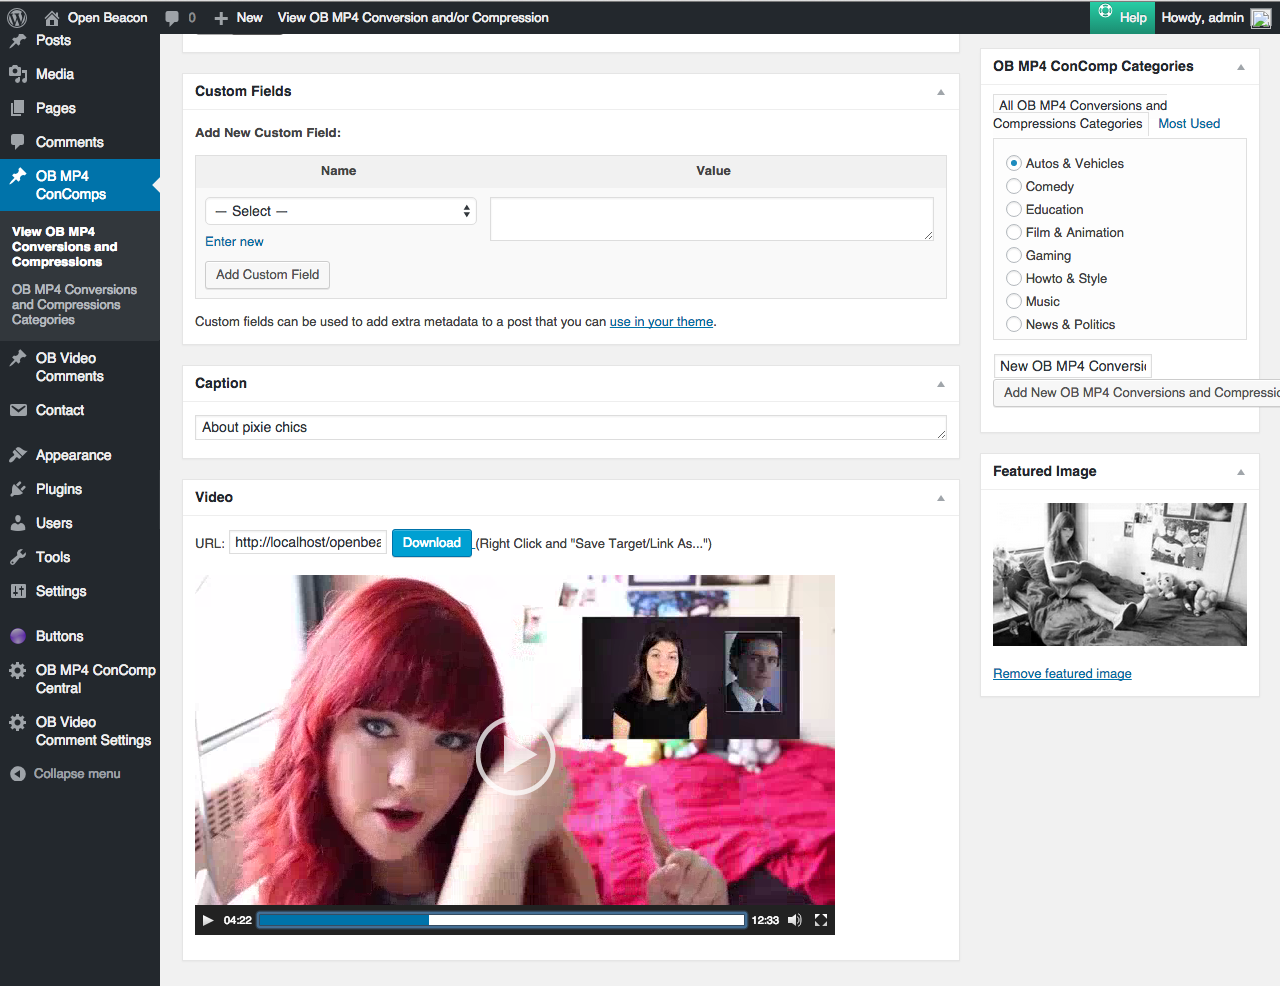 Open Beacon 0 New View OB MP4 Conversion and/or Compression Help Howdy, admin
Posts
Media
Pages
Comments
OB MP4
ConComps
View OB MP4
Conversions and
Compressions
OB MP4 Conversions
and Compressions
Categories
OB Video
Comments
Contact
Appearance
Plugins
Users
Tools
Settings
Buttons
OB MP4 ConComp
Central
OB Video
Comment Settings
Collapse menu
Custom Fields
Add New Custom Field:
Name Value
— Select —
Enter new
Add Custom Field
Custom fields can be used to add extra metadata to a post that you can use in your theme.
Caption
About pixie chics
Video
URL: http://localhost/openbea Download (Right Click and "Save Target/Link As...")
04:22 12:33
OB MP4 ConComp Categories
All OB MP4 Conversions and
Compressions Categories Most Used
Autos & Vehicles
Comedy
Education
Film & Animation
Gaming
Howto & Style
Music
News & Politics
New OB MP4 Conversi
Add New OB MP4 Conversions and Compressio
Featured Image
Remove featured image